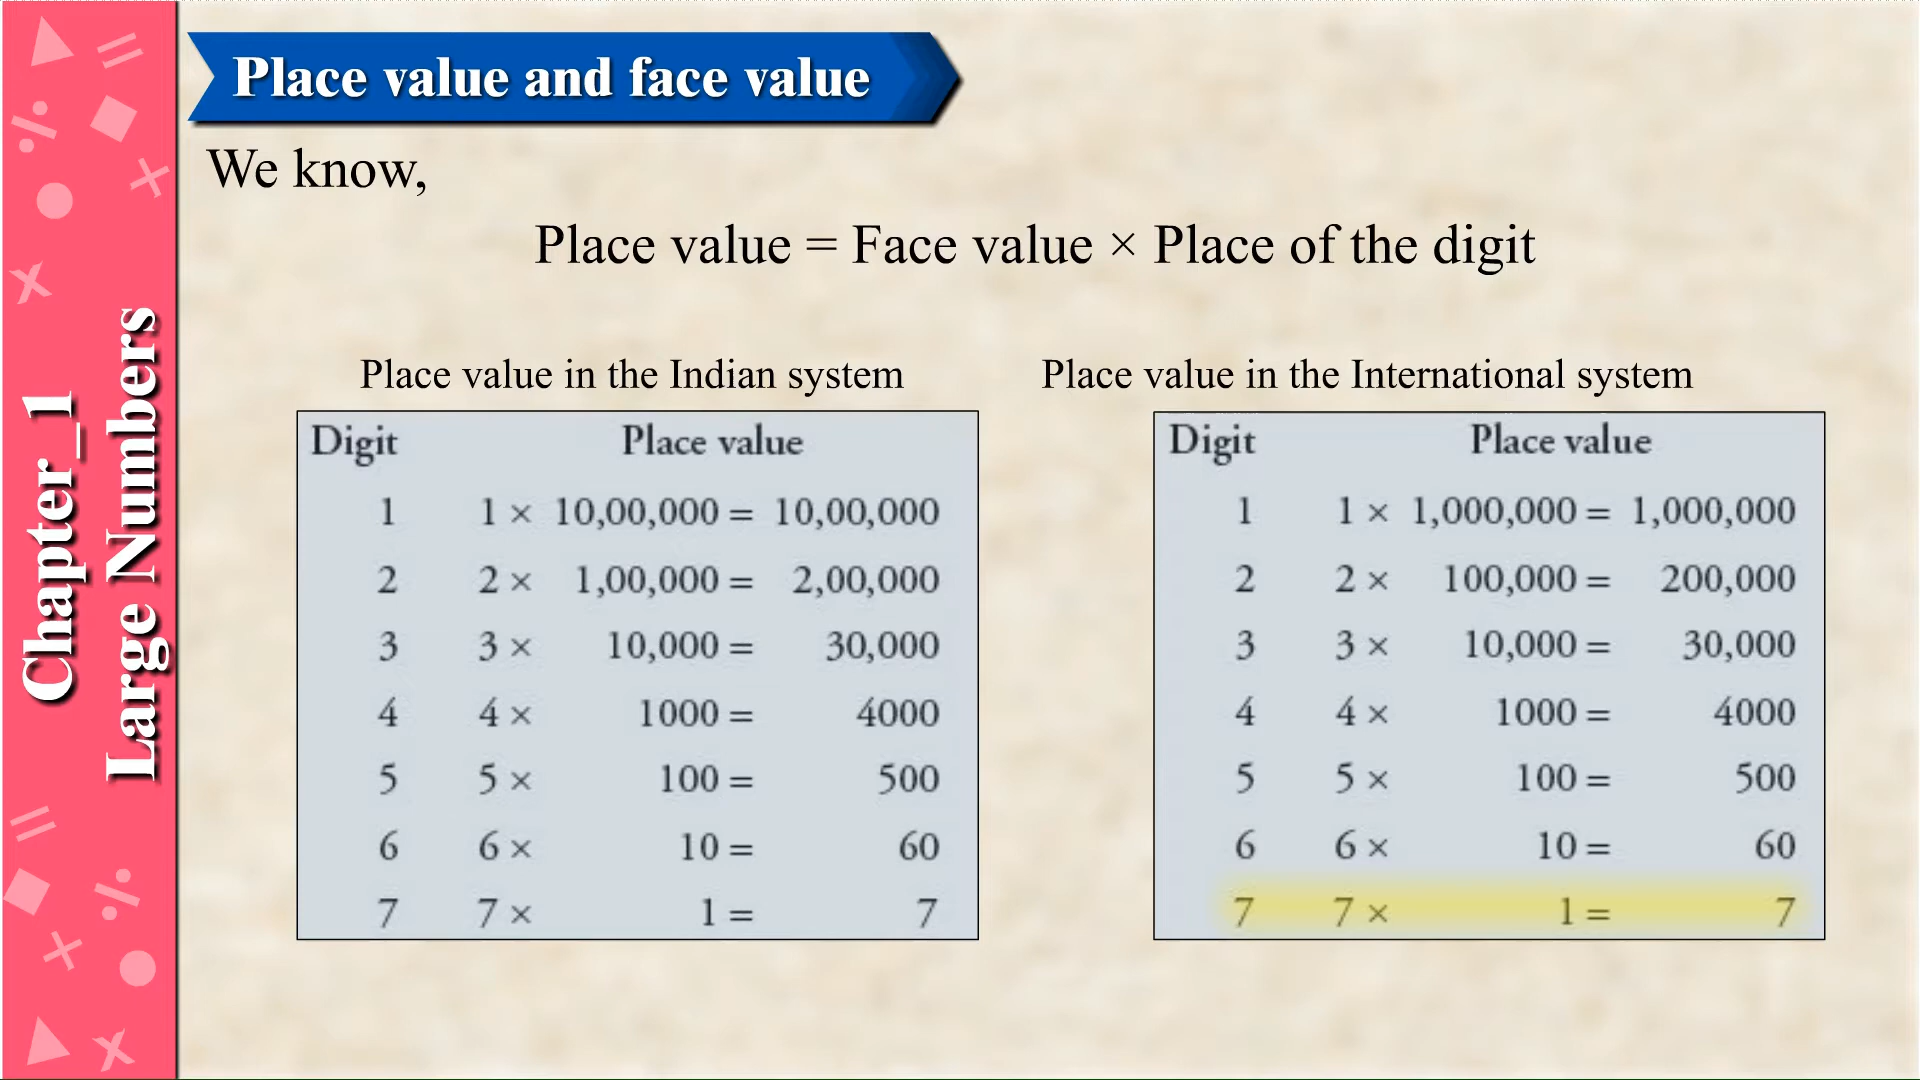 Chapter_1
Large Numbers
Place value and face value
We know,
Place value = Face value × Place of the digit
Place value in the Indian system
Digit Place value
1 1 × 10,00,000 = 10,00,000
2 2 × 1,00,000 = 2,00,000
3 3 × 10,000 = 30,000
4 4 × 1000 = 4000
5 5 × 100 = 500
6 6 × 10 = 60
7 7 × 1 = 7
Place value in the International system
Digit Place value
1 1 × 1,000,000 = 1,000,000
2 2 × 100,000 = 200,000
3 3 × 10,000 = 30,000
4 4 × 1000 = 4000
5 5 × 100 = 500
6 6 × 10 = 60
7 7 × 1 = 7